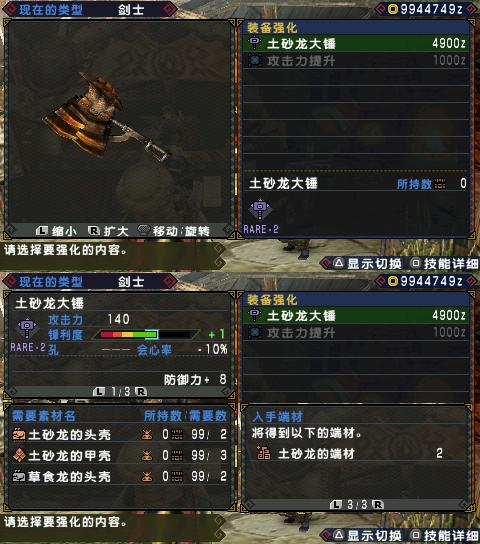 现在的类型 剑士
9944749z
装备强化
土砂龙大锤 4900z
攻击力提升 1000z
土砂龙大锤 所持数 0
RARE-2
L 缩小 R 扩大 移动/旋转
请选择要强化的内容。
△显示切换 □技能详细
现在的类型 剑士
9944749z
土砂龙大锤
攻击力 140
锋利度 +1
RARE-2 孔 --- 会心率 -10%
防御力+ 8
L 1/3 R
装备强化
土砂龙大锤 4900z
攻击力提升 1000z
需要素材名 所持数/需要数
土砂龙的头壳 0 99/ 2
土砂龙的甲壳 0 99/ 3
草食龙的头壳 0 99/ 2
入手端材
将得到以下的端材。
土砂龙的端材 2
L 3/3 R
请选择要强化的内容。
△显示切换 □技能详细